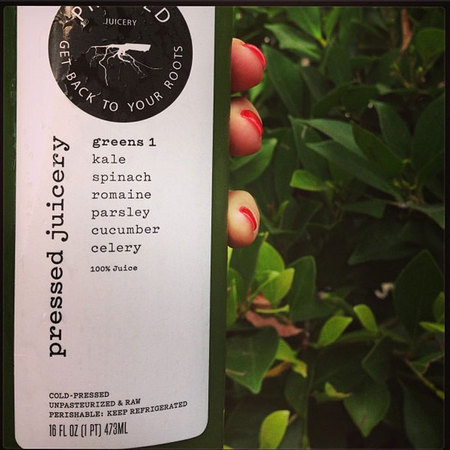 JUICERY
GET BACK TO YOUR ROOTS
pressed juicery
greens 1
kale
spinach
romaine
parsley
cucumber
celery
100% Juice
COLD-PRESSED
UNPASTEURIZED & RAW
PERISHABLE: KEEP REFRIGERATED
16 FL OZ (1 PT) 473ML